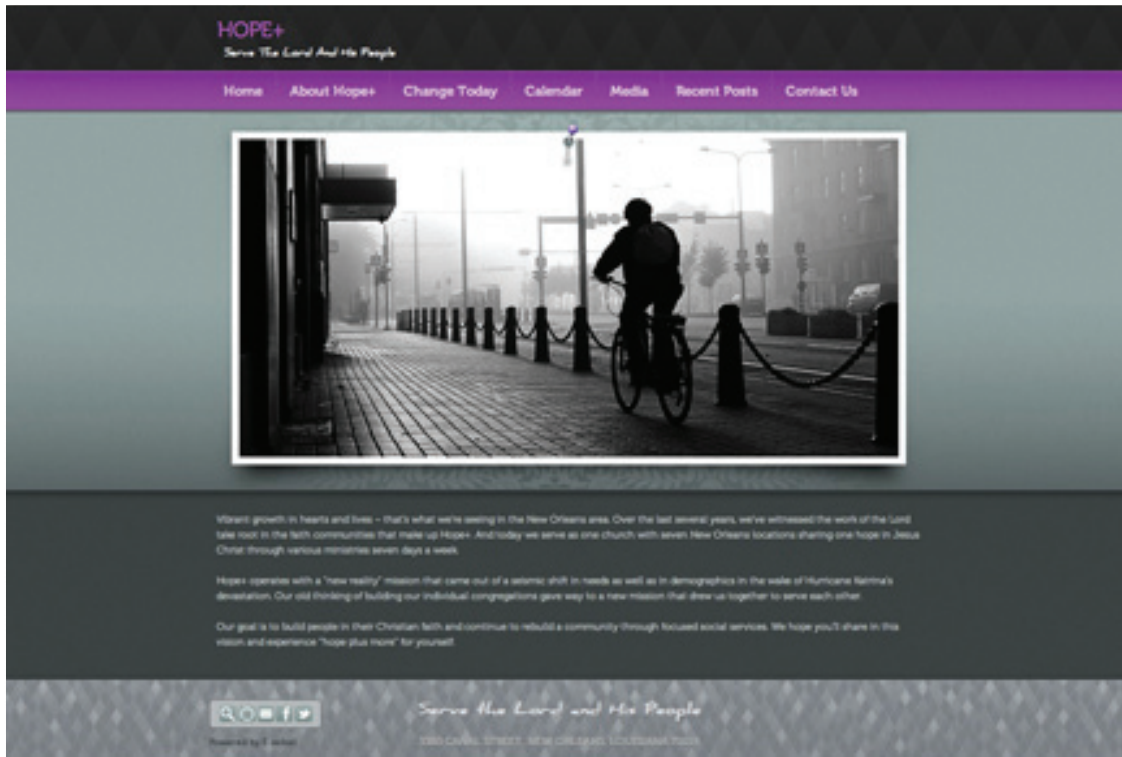 HOPE+
Serve The Lord And His People
Home About Hope+ Change Today Calendar Media Recent Posts Contact Us
Vibrant growth in hearts and lives – that's what we're seeing in the New Orleans area. Over the last several years, we've witnessed the work of the Lord
take root in the faith communities that make up Hope+. And today we serve as one church with seven New Orleans locations sharing one hope in Jesus
Christ through various ministries seven days a week.
Hope+ operates with a "new reality" mission that came out of a seismic shift in needs as well as in demographics in the wake of Hurricane Katrina's
devastation. Our old thinking of building our individual congregations gave way to a new mission that drew us together to serve each other.
Our goal is to build people in their Christian faith and continue to rebuild a community through focused social services. We hope you'll share in this
vision and experience "hope plus more" for yourself.
Serve the Lord and His People
Powered by
CANAL STREET, NEW ORLEANS, LOUISIANA